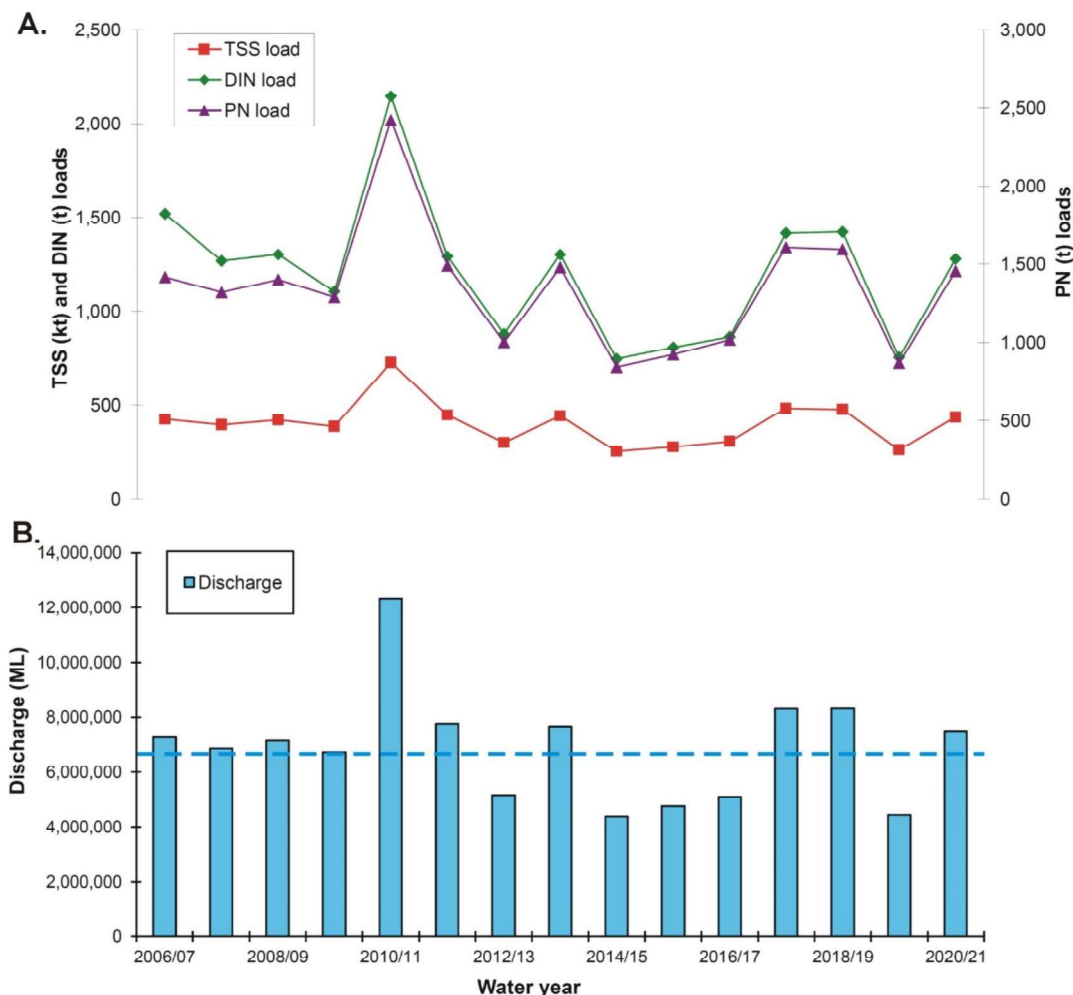 A.
2,500
2,000
1,500
1,000
500
0
TSS (kt) and DIN (t) loads
TSS load
DIN load
PN load
3,000
2,500
2,000
1,500
1,000
500
0
PN (t) loads
B.
14,000,000
12,000,000
10,000,000
8,000,000
6,000,000
4,000,000
2,000,000
0
Discharge (ML)
Discharge
2006/07 2008/09 2010/11 2012/13 2014/15 2016/17 2018/19 2020/21
Water year